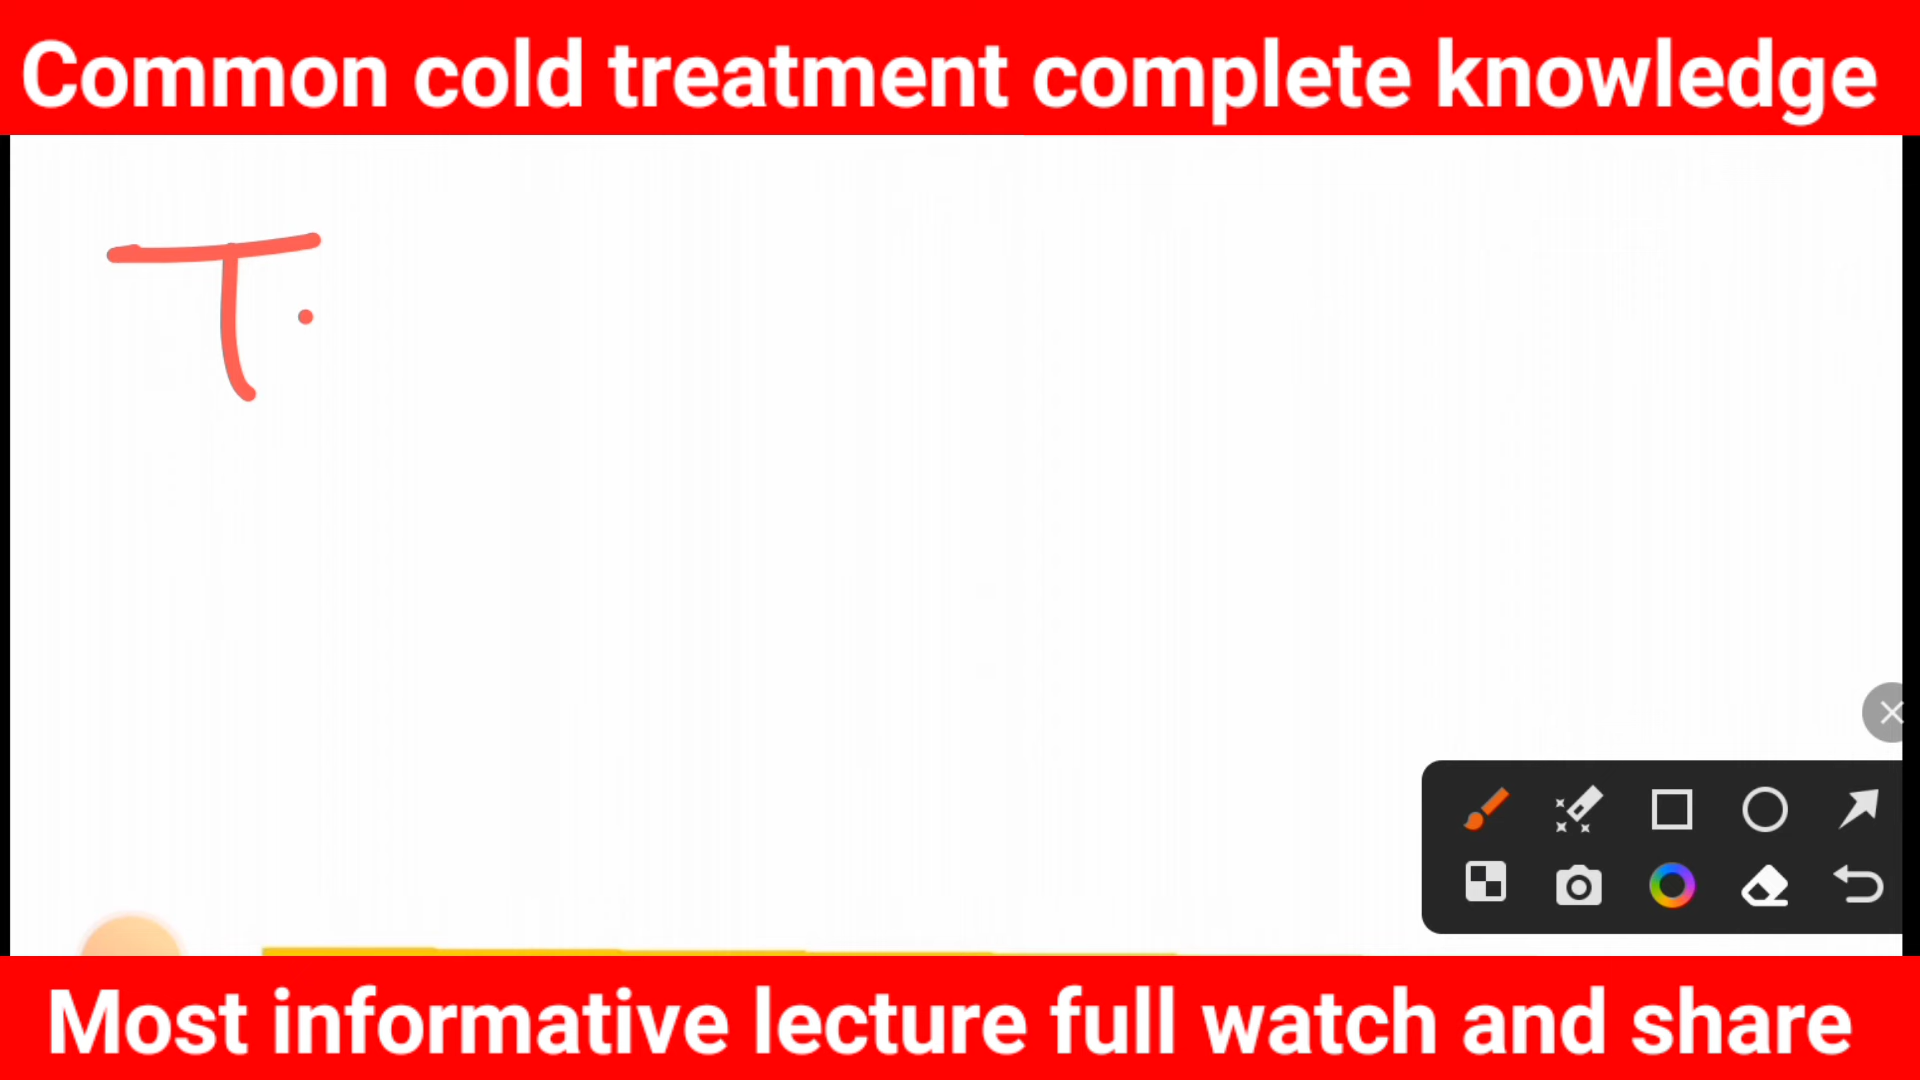 Common cold treatment complete knowledge
T.
Most informative lecture full watch and share